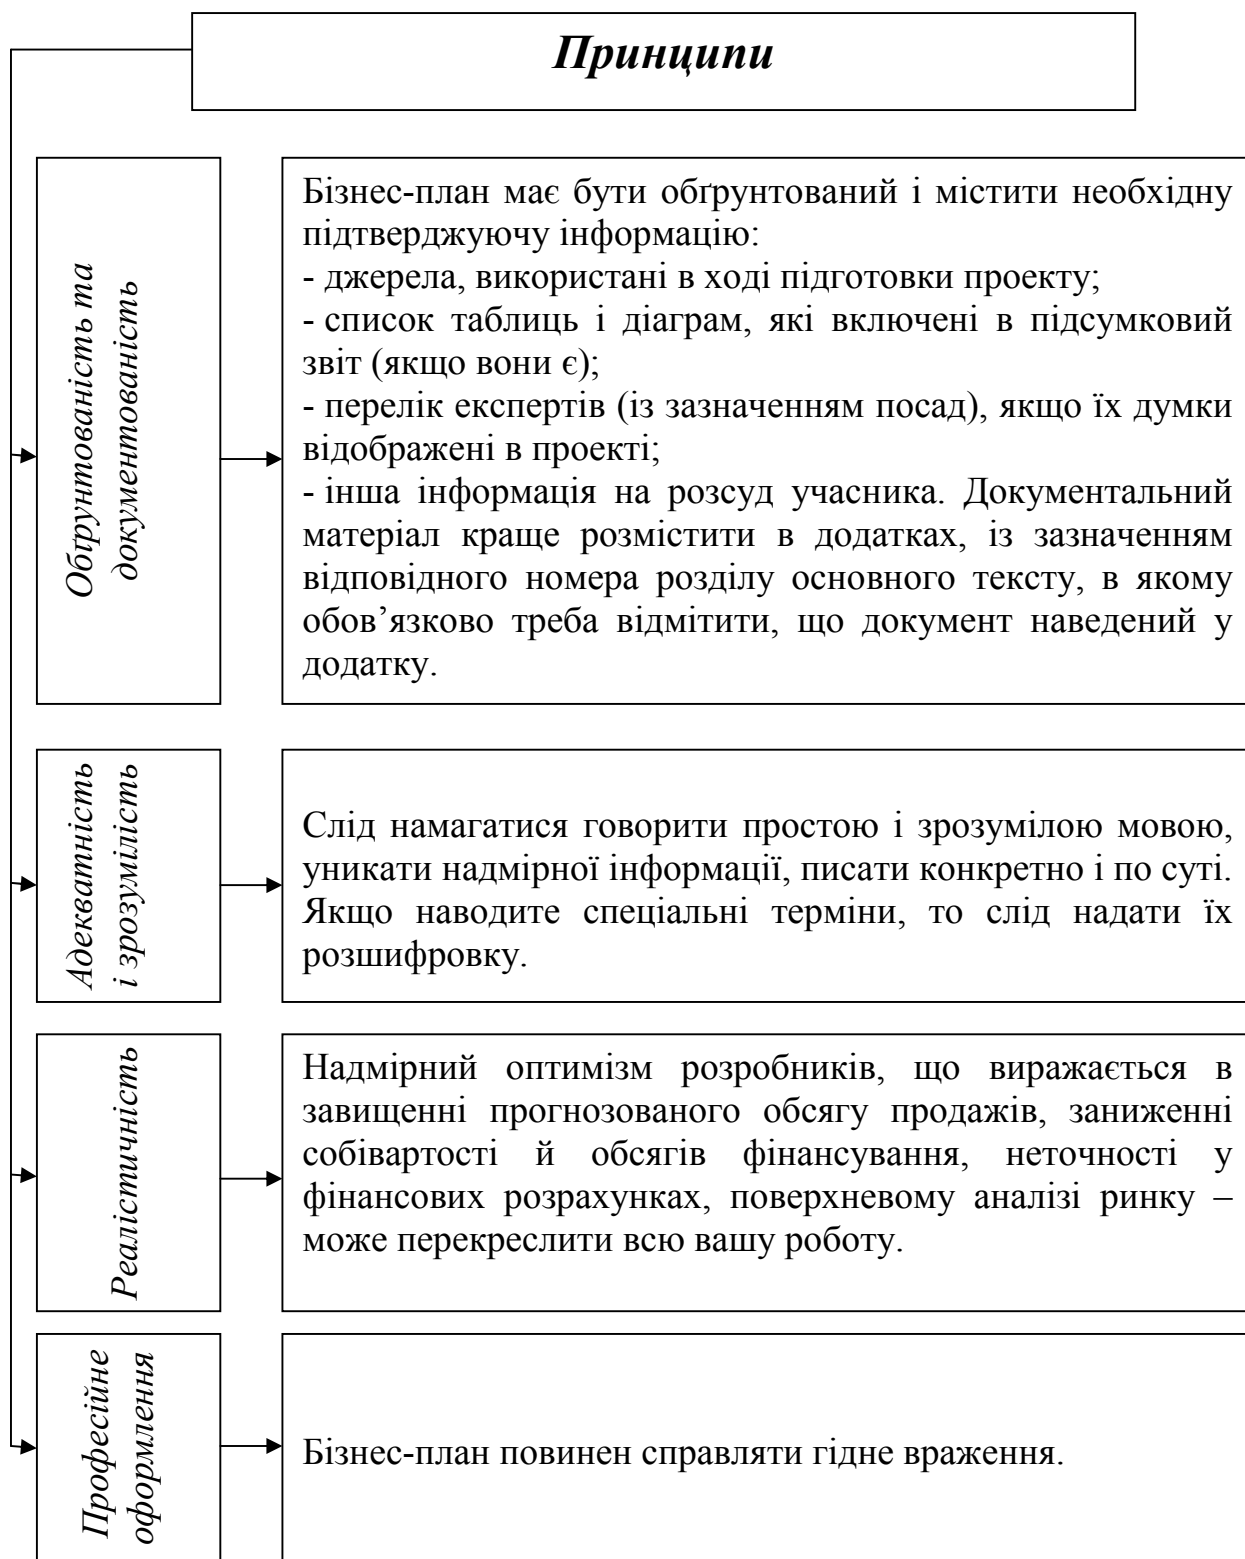 Принципи
Обґрунтованість та
документованість
Бізнес-план має бути обґрунтований і містити необхідну
підтверджуючу інформацію:
- джерела, використані в ході підготовки проекту;
- список таблиць і діаграм, які включені в підсумковий
звіт (якщо вони є);
- перелік експертів (із зазначенням посад), якщо їх думки
відображені в проекті;
- інша інформація на розсуд учасника. Документальний
матеріал краще розмістити в додатках, із зазначенням
відповідного номера розділу основного тексту, в якому
обов’язково треба відмітити, що документ наведений у
додатку.
Адекватність
і зрозумілість
Слід намагатися говорити простою і зрозумілою мовою,
уникати надмірної інформації, писати конкретно і по суті.
Якщо наводите спеціальні терміни, то слід надати їх
розшифровку.
Реалістичність
Надмірний оптимізм розробників, що виражається в
завищенні прогнозованого обсягу продажів, заниженні
собівартості й обсягів фінансування, неточності у
фінансових розрахунках, поверхневому аналізі ринку –
може перекреслити всю вашу роботу.
Професійне
оформлення
Бізнес-план повинен справляти гідне враження.